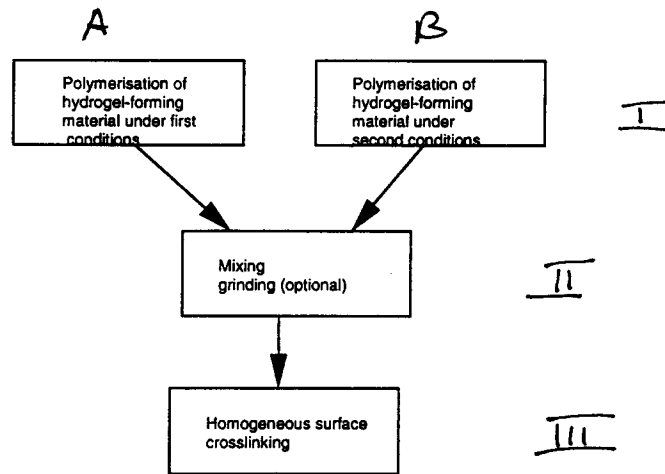 A
B
Polymerisation of
hydrogel-forming
material under first
conditions
Polymerisation of
hydrogel-forming
material under
second conditions
I
Mixing
grinding (optional)
II
Homogeneous surface
crosslinking
III